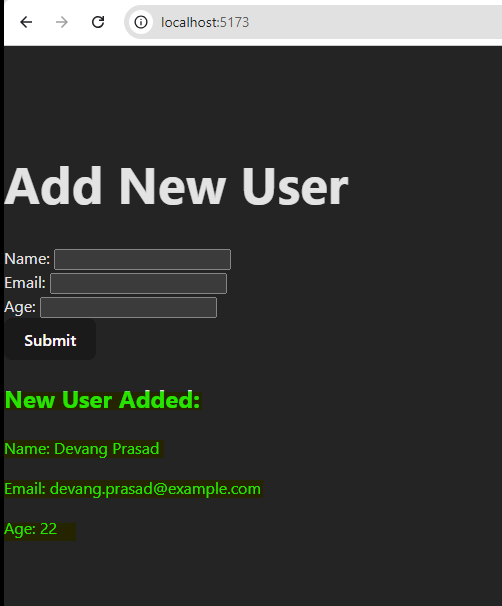 localhost:5173
Add New User
Name:
Email:
Age:
Submit
New User Added:
Name: Devang Prasad
Email: devang.prasad@example.com
Age: 22